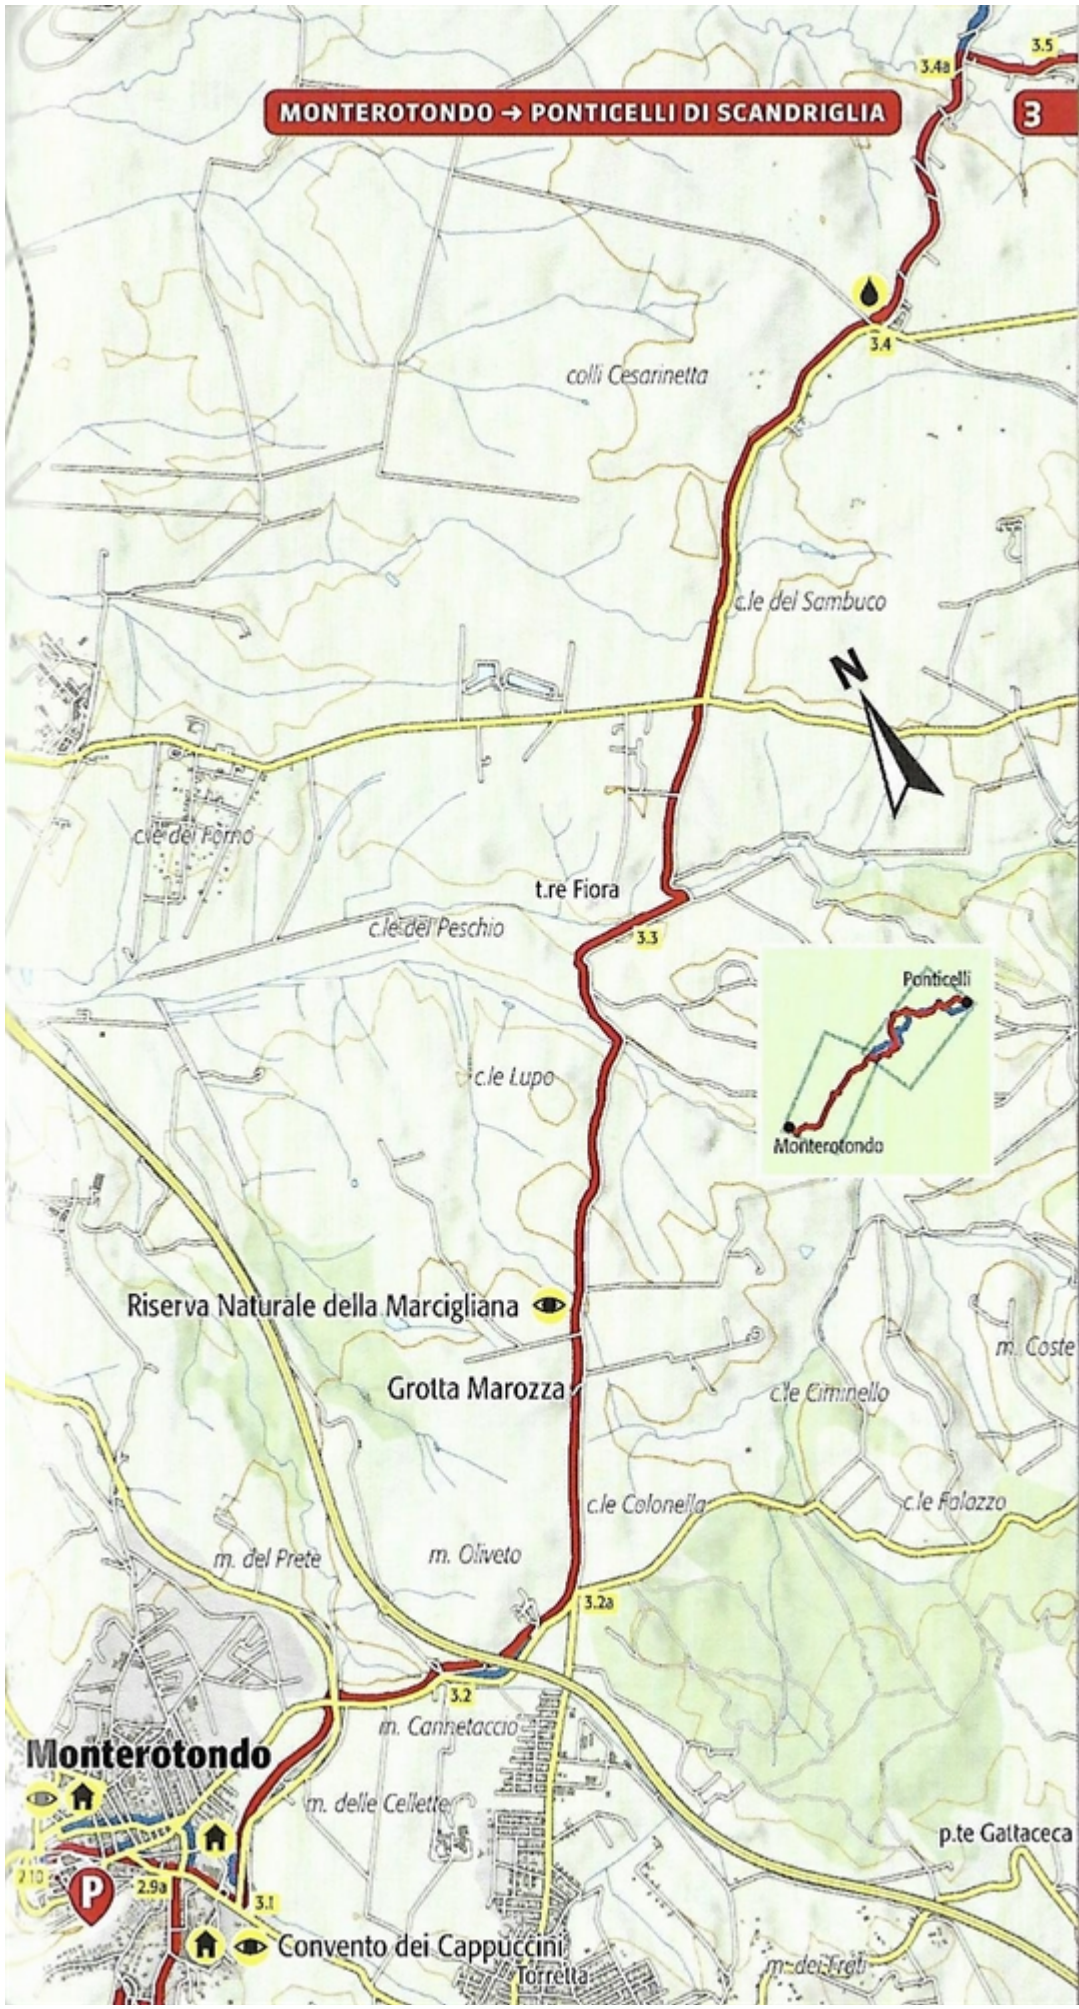 3.5
3.4a
MONTEROTONDO → PONTICELLI DI SCANDRIGLIA
3
3.4
colli Cesarinetta
c.le del Sambuco
N
c.le del Forno
t.re Fiora
c.le del Peschio
3.3
Ponticelli
Monterotondo
c.le Lupo
Riserva Naturale della Marcigliana
m. Coste
Grotta Marozza
c.le Ciminello
c.le Colonella
c.le Palazzo
m. del Prete
m. Oliveto
3.2a
3.2
m. Cannetaccio
Monterotondo
m. delle Cellette
p.te Gattaceca
2.10
P
2.9a
3.1
Convento dei Cappuccini
Torretta
m. dei Frati